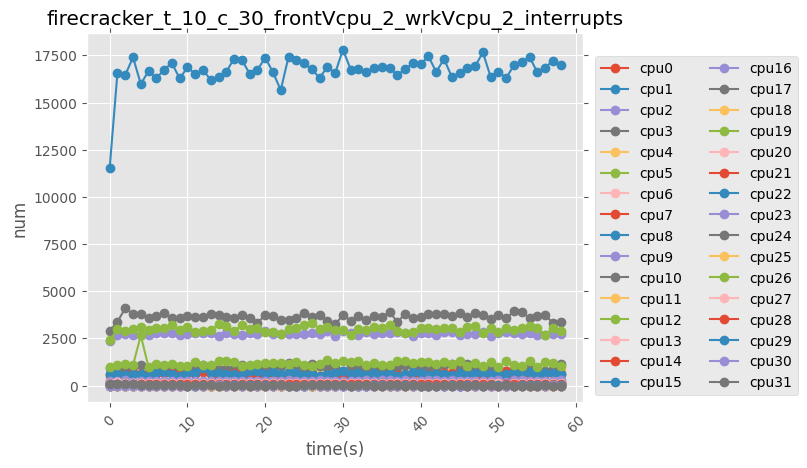 firecracker_t_10_c_30_frontVcpu_2_wrkVcpu_2_interrupts
17500
15000
12500
10000
7500
5000
2500
0
num
0
10
20
30
40
50
60
time(s)
cpu0
cpu1
cpu2
cpu3
cpu4
cpu5
cpu6
cpu7
cpu8
cpu9
cpu10
cpu11
cpu12
cpu13
cpu14
cpu15
cpu16
cpu17
cpu18
cpu19
cpu20
cpu21
cpu22
cpu23
cpu24
cpu25
cpu26
cpu27
cpu28
cpu29
cpu30
cpu31